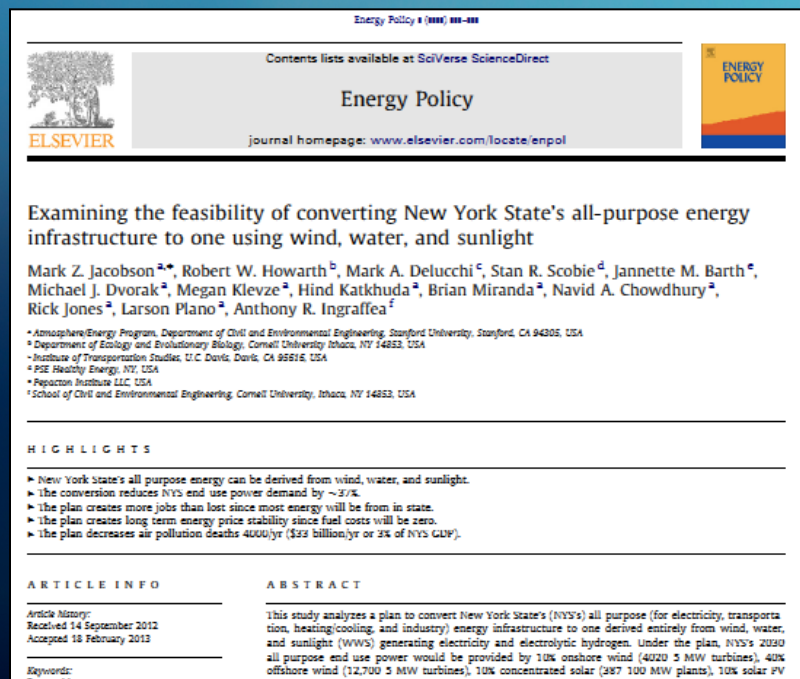 Energy Policy ▮ (▮▮▮▮) ▮▮▮–▮▮▮
Contents lists available at SciVerse ScienceDirect
Energy Policy
journal homepage: www.elsevier.com/locate/enpol
ELSEVIER
ENERGY
POLICY
Examining the feasibility of converting New York State's all-purpose energy
infrastructure to one using wind, water, and sunlight
Mark Z. Jacobson a,*, Robert W. Howarth b, Mark A. Delucchi c, Stan R. Scobie d, Jannette M. Barth e,
Michael J. Dvorak a, Megan Klevze a, Hind Katkhuda a, Brian Miranda a, Navid A. Chowdhury a,
Rick Jones a, Larson Plano a, Anthony R. Ingraffea f
a Atmosphere/Energy Program, Department of Civil and Environmental Engineering, Stanford University, Stanford, CA 94305, USA
b Department of Ecology and Evolutionary Biology, Cornell University Ithaca, NY 14853, USA
c Institute of Transportation Studies, U.C. Davis, Davis, CA 95616, USA
d PSE Healthy Energy, NY, USA
e Pepacton Institute LLC, USA
f School of Civil and Environmental Engineering, Cornell University, Ithaca, NY 14853, USA
HIGHLIGHTS
► New York State's all purpose energy can be derived from wind, water, and sunlight.
► The conversion reduces NYS end use power demand by ~37%.
► The plan creates more jobs than lost since most energy will be from in state.
► The plan creates long term energy price stability since fuel costs will be zero.
► The plan decreases air pollution deaths 4000/yr ($33 billion/yr or 3% of NYS GDP).
ARTICLE INFO
Article history:
Received 14 September 2012
Accepted 18 February 2013
Keywords:
ABSTRACT
This study analyzes a plan to convert New York State's (NYS's) all purpose (for electricity, transporta
tion, heating/cooling, and industry) energy infrastructure to one derived entirely from wind, water,
and sunlight (WWS) generating electricity and electrolytic hydrogen. Under the plan, NYS's 2030
all purpose end use power would be provided by 10% onshore wind (4020 5 MW turbines), 40%
offshore wind (12,700 5 MW turbines), 10% concentrated solar (387 100 MW plants), 10% solar PV